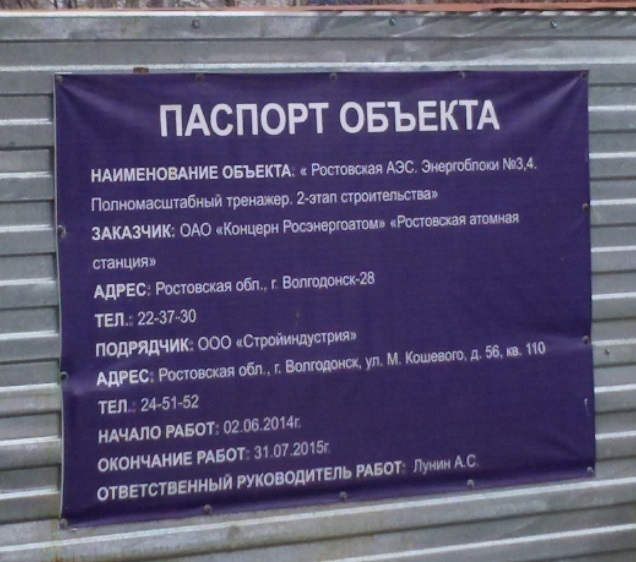 ПАСПОРТ ОБЪЕКТА
НАИМЕНОВАНИЕ ОБЪЕКТА: « Ростовская АЭС. Энергоблоки №3,4.
Полномасштабный тренажер. 2-этап строительства»
ЗАКАЗЧИК: ОАО «Концерн Росэнергоатом» «Ростовская атомная
станция»
АДРЕС: Ростовская обл., г. Волгодонск-28
ТЕЛ.: 22-37-30
ПОДРЯДЧИК: ООО «Стройиндустрия»
АДРЕС: Ростовская обл., г. Волгодонск, ул. М. Кошевого, д. 56, кв. 110
ТЕЛ.: 24-51-52
НАЧАЛО РАБОТ: 02.06.2014г.
ОКОНЧАНИЕ РАБОТ: 31.07.2015г.
ОТВЕТСТВЕННЫЙ РУКОВОДИТЕЛЬ РАБОТ: Лунин А.С.